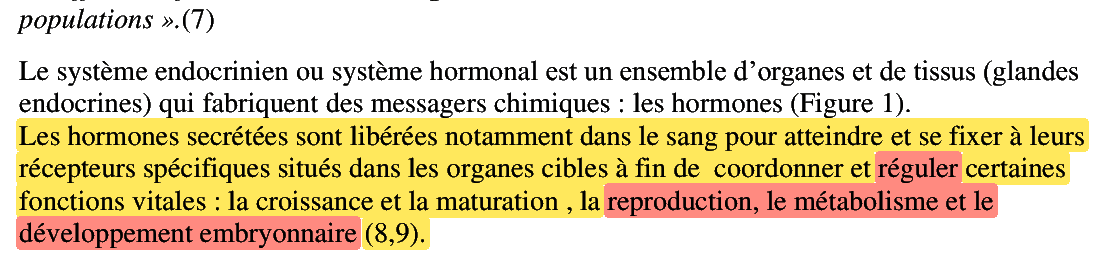 populations ».(7)
Le système endocrinien ou système hormonal est un ensemble d’organes et de tissus (glandes
endocrines) qui fabriquent des messagers chimiques : les hormones (Figure 1).
Les hormones secrétées sont libérées notamment dans le sang pour atteindre et se fixer à leurs
récepteurs spécifiques situés dans les organes cibles à fin de  coordonner et réguler certaines
fonctions vitales : la croissance et la maturation , la reproduction, le métabolisme et le
développement embryonnaire (8,9).